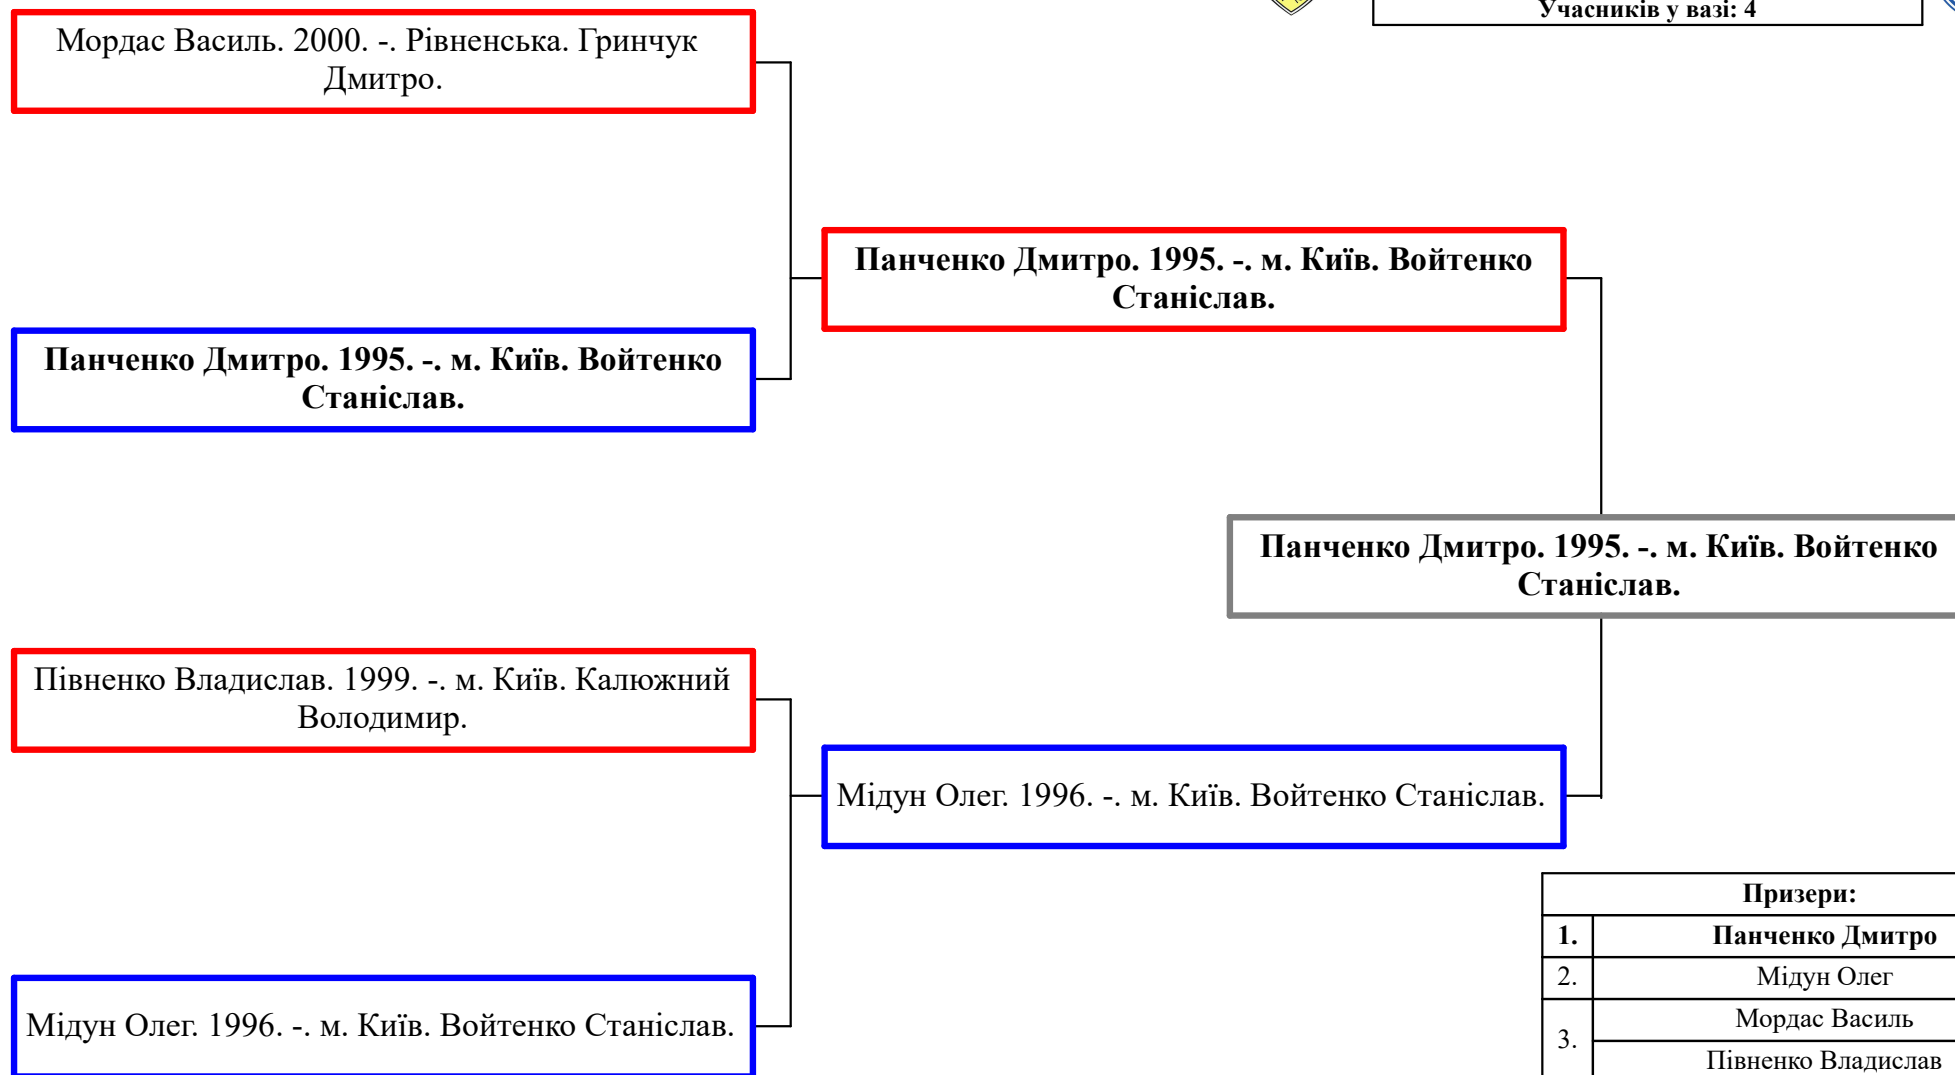 Учасників у вазі: 4
Мордас Василь. 2000. -. Рівненська. Гринчук
Дмитро.
Панченко Дмитро. 1995. -. м. Київ. Войтенко
Станіслав.
Панченко Дмитро. 1995. -. м. Київ. Войтенко
Станіслав.
Панченко Дмитро. 1995. -. м. Київ. Войтенко
Станіслав.
Півненко Владислав. 1999. -. м. Київ. Калюжний
Володимир.
Мідун Олег. 1996. -. м. Київ. Войтенко Станіслав.
Мідун Олег. 1996. -. м. Київ. Войтенко Станіслав.
Призери:
1. Панченко Дмитро
2. Мідун Олег
3. Мордас Василь
Півненко Владислав